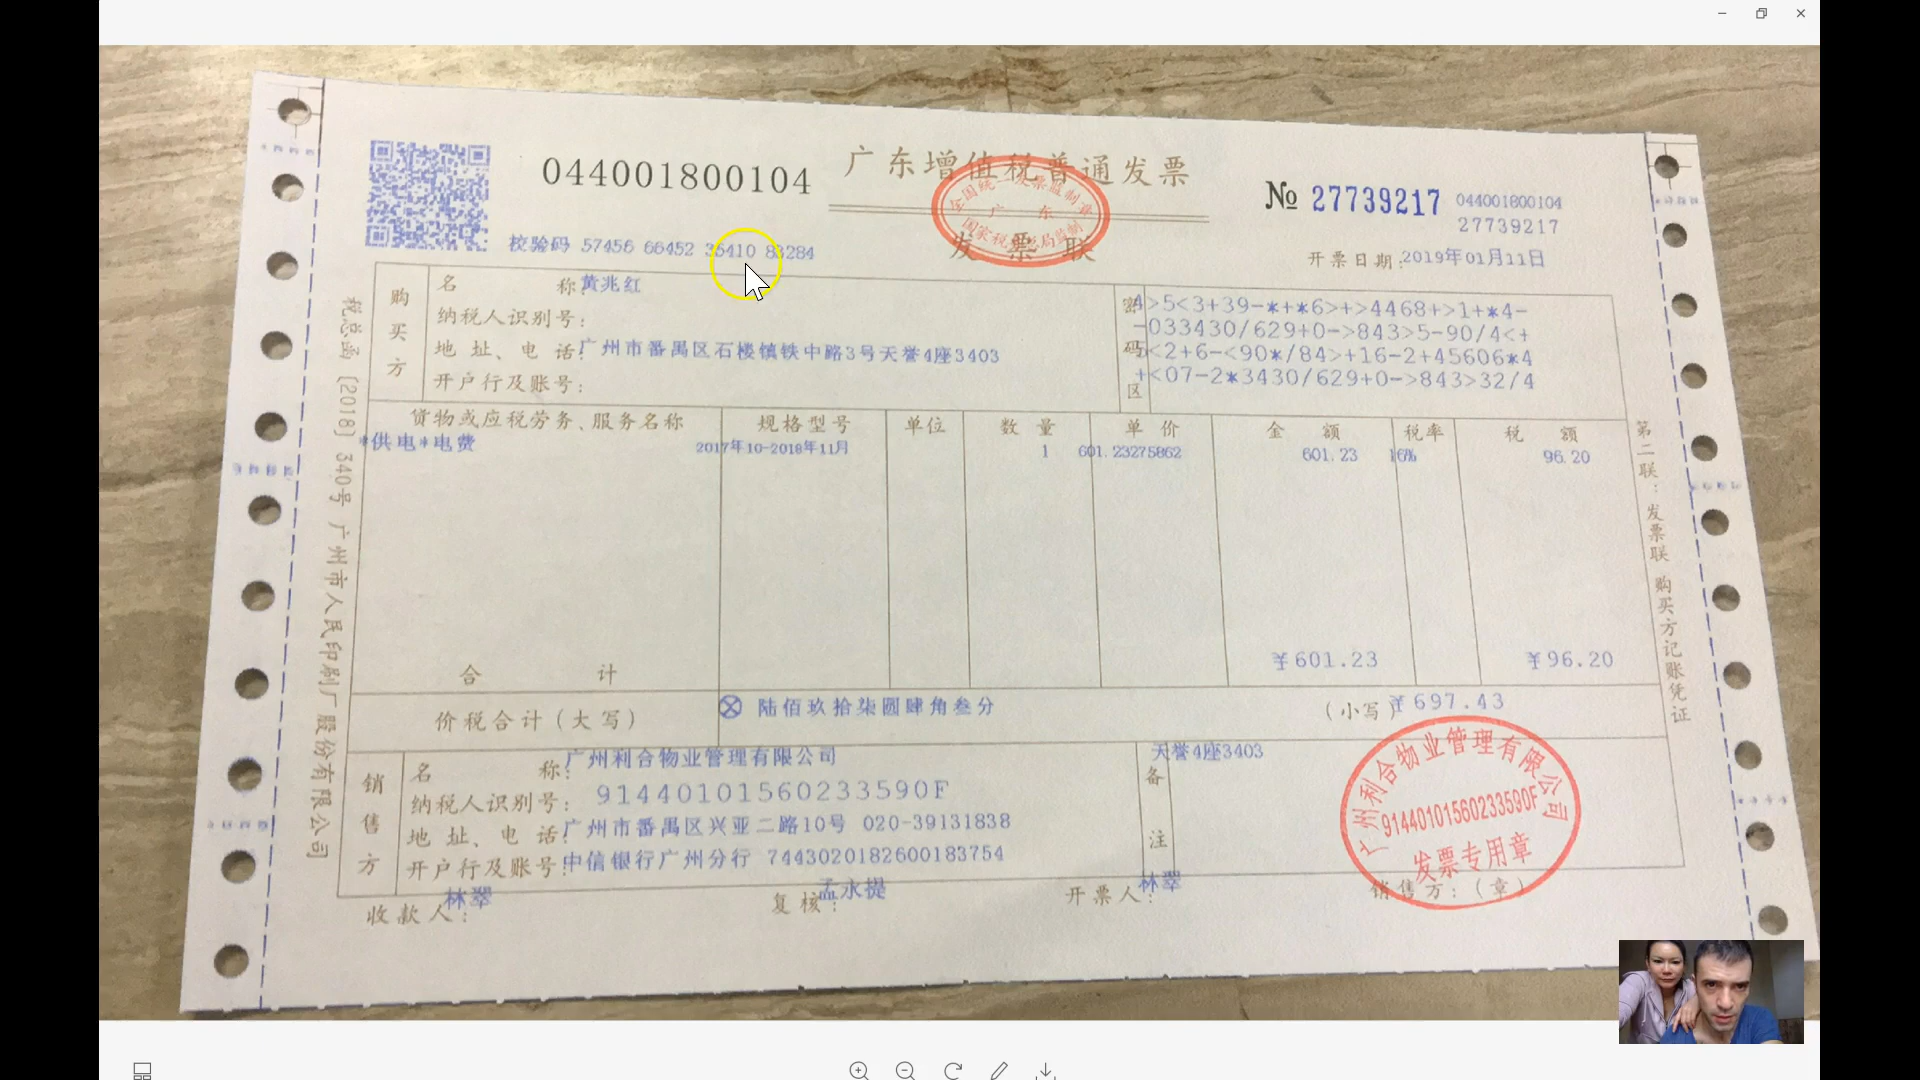 044001800104
广东增值税普通发票
全国统一发票监制章
广东
国家税务总局监制
发票联
№ 27739217
044001800104
27739217
校验码 57456 66452 35410 83284
开票日期:2019年01月11日
税总函〔2018〕340号 广州市人民印刷厂股份有限公司
购买方
名称:黄兆红
纳税人识别号:
地址、电话:广州市番禺区石楼镇铁中路3号天誉4座3403
开户行及账号:
密码区
4>5<3+39-*+*6>+>4468+>1+*4-
-033430/629+0->843>5-90/4<+
<2+6-<90*/84>+16-2+45606*4
+<07-2*3430/629+0->843>32/4
货物或应税劳务、服务名称 规格型号 单位 数量 单价 金额 税率 税额
*供电*电费 2017年10-2018年11月 1 601.23275862 601.23 16% 96.20
合计 ¥601.23 ¥96.20
价税合计(大写) ⊗ 陆佰玖拾柒圆肆角叁分 (小写)¥697.43
第二联:发票联 购买方记账凭证
销售方
名称:广州利合物业管理有限公司
纳税人识别号:91440101560233590F
地址、电话:广州市番禺区兴亚二路10号 020-39131838
开户行及账号:中信银行广州分行 7443020182600183754
备注
天誉4座3403
广州利合物业管理有限公司
91440101560233590F
发票专用章
收款人:林翠 复核:孟水提 开票人:林翠 销售方:(章)